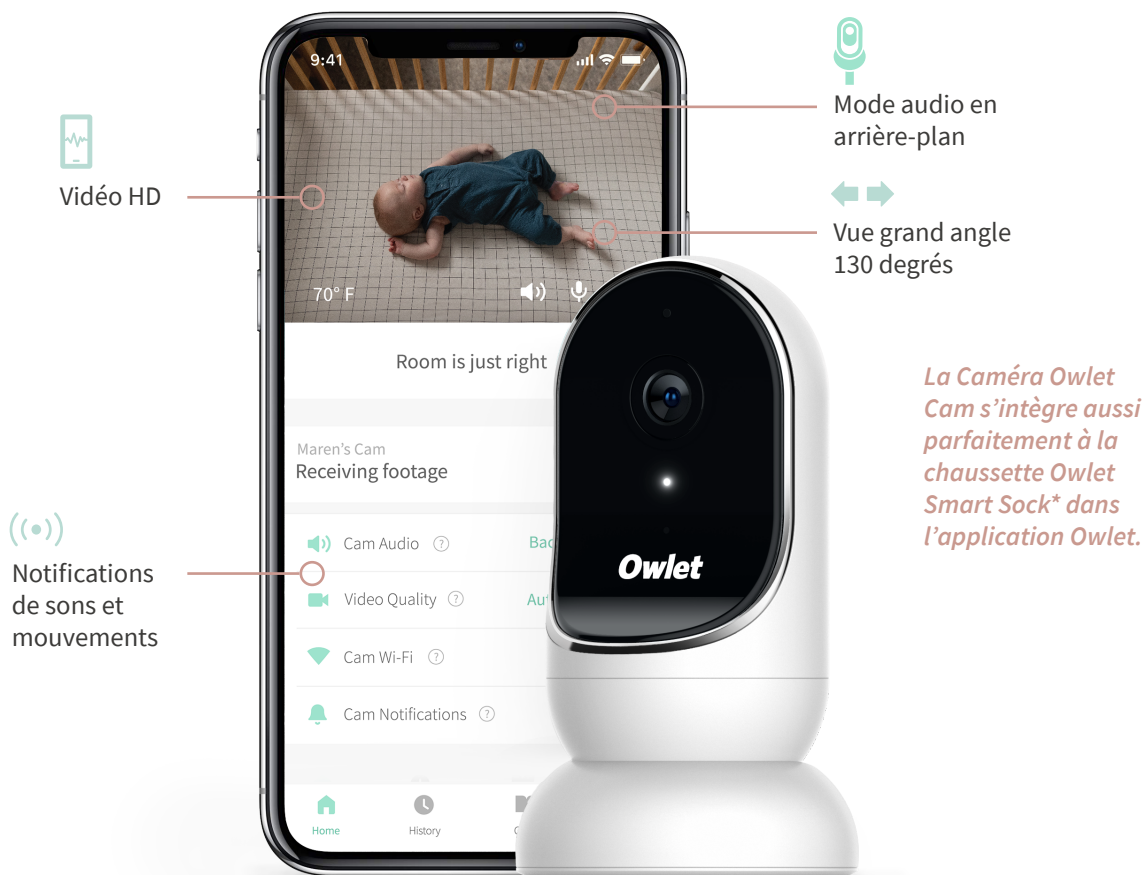 9:41
Mode audio en
arrière-plan
Vidéo HD
Vue grand angle
130 degrés
70° F
Room is just right
La Caméra Owlet
Cam s’intègre aussi
parfaitement à la
chaussette Owlet
Smart Sock* dans
l’application Owlet.
Maren’s Cam
Receiving footage
Cam Audio ?
Notifications
de sons et
mouvements
Video Quality ?
Cam Wi-Fi ?
Cam Notifications ?
Home
History
Owlet